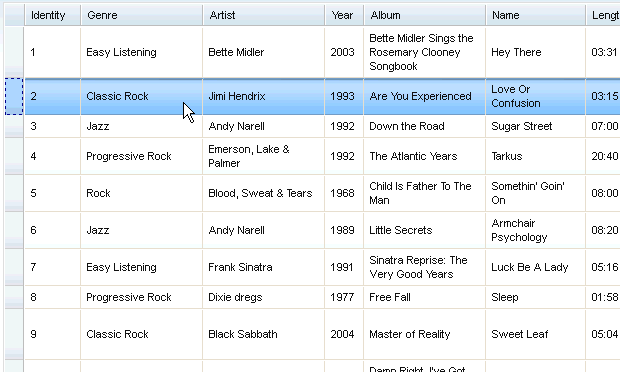 Identity Genre Artist Year Album Name Lengt
1 Easy Listening Bette Midler 2003 Bette Midler Sings the Rosemary Clooney Songbook Hey There 03:31
2 Classic Rock Jimi Hendrix 1993 Are You Experienced Love Or Confusion 03:15
3 Jazz Andy Narell 1992 Down the Road Sugar Street 07:00
4 Progressive Rock Emerson, Lake & Palmer 1992 The Atlantic Years Tarkus 20:40
5 Rock Blood, Sweat & Tears 1968 Child Is Father To The Man Somethin' Goin' On 08:00
6 Jazz Andy Narell 1989 Little Secrets Armchair Psychology 08:20
7 Easy Listening Frank Sinatra 1991 Sinatra Reprise: The Very Good Years Luck Be A Lady 05:16
8 Progressive Rock Dixie dregs 1977 Free Fall Sleep 01:58
9 Classic Rock Black Sabbath 2004 Master of Reality Sweet Leaf 05:04
Damn Right, I've Got